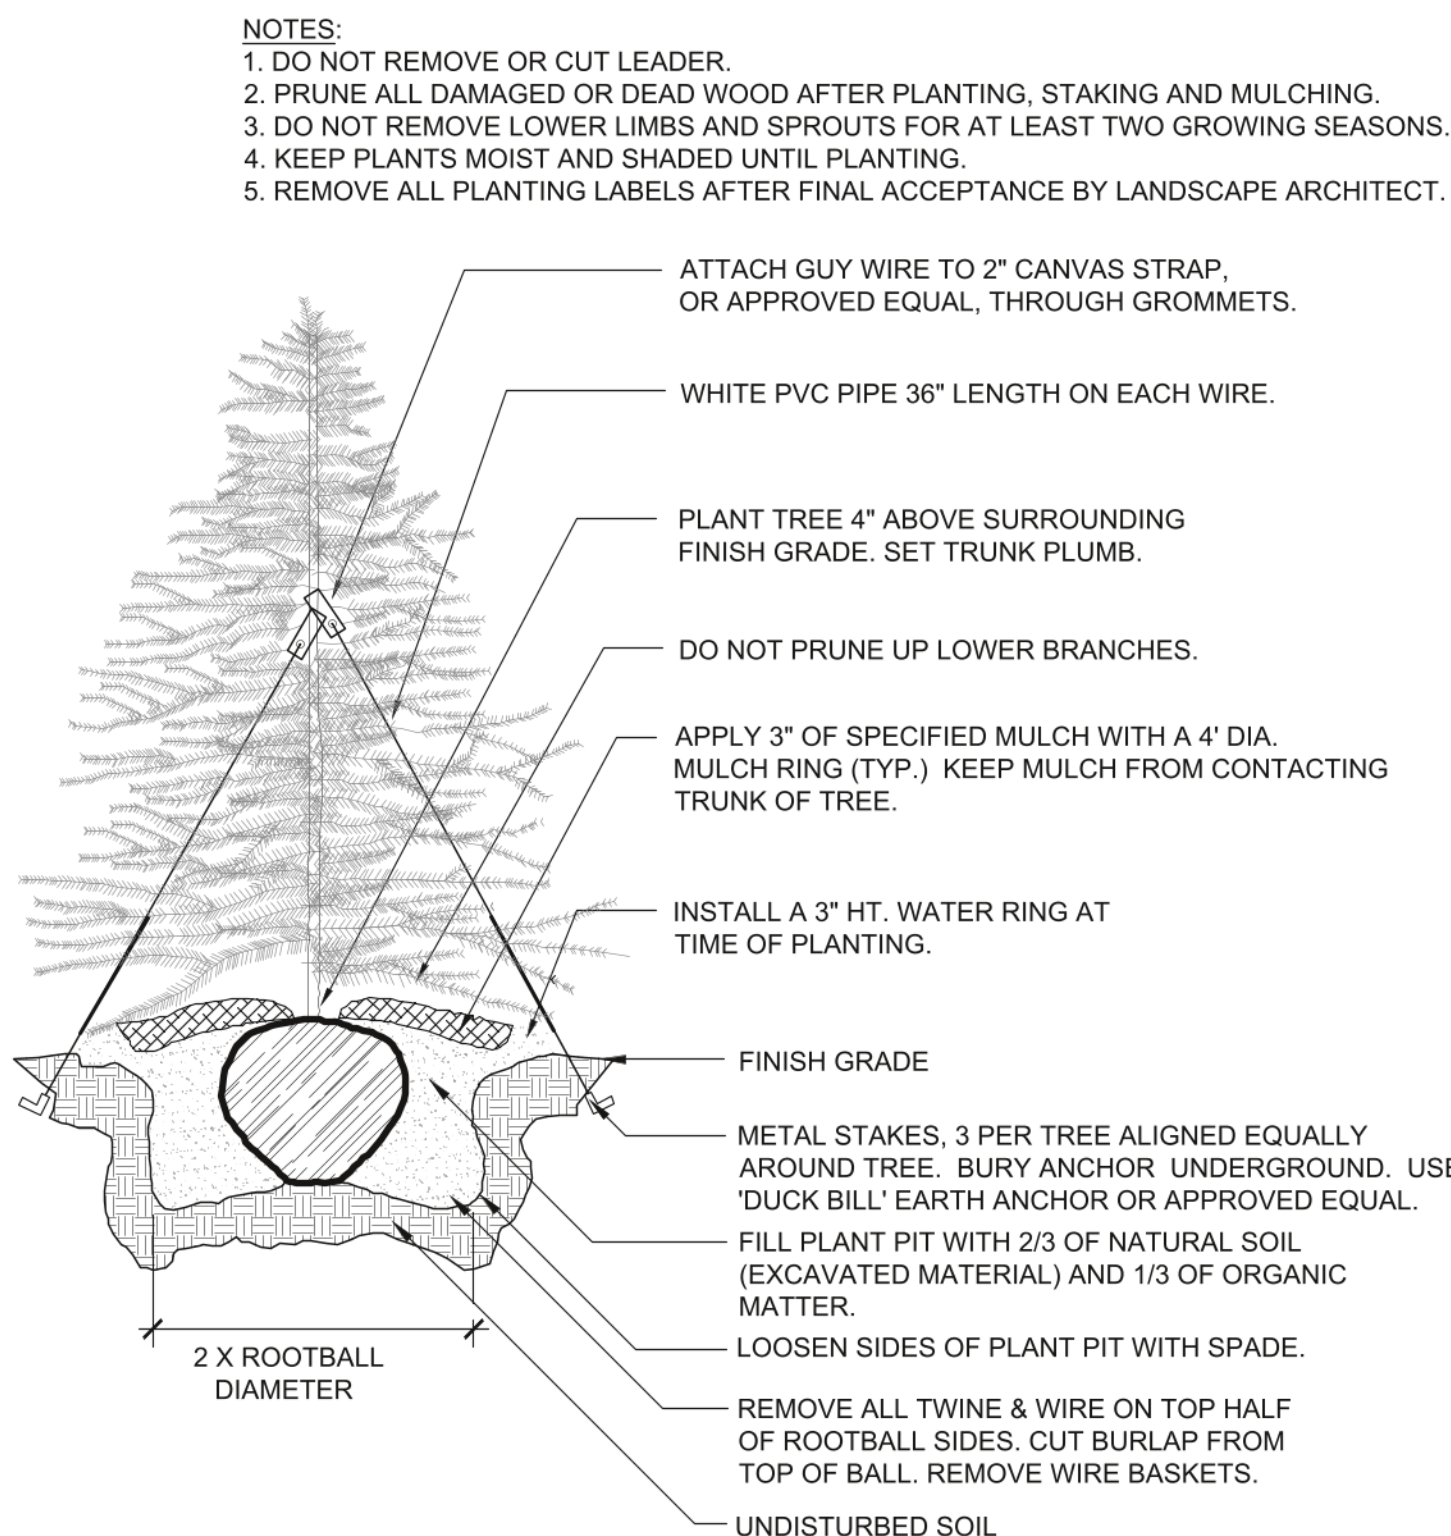 NOTES:
1. DO NOT REMOVE OR CUT LEADER.
2. PRUNE ALL DAMAGED OR DEAD WOOD AFTER PLANTING, STAKING AND MULCHING.
3. DO NOT REMOVE LOWER LIMBS AND SPROUTS FOR AT LEAST TWO GROWING SEASONS.
4. KEEP PLANTS MOIST AND SHADED UNTIL PLANTING.
5. REMOVE ALL PLANTING LABELS AFTER FINAL ACCEPTANCE BY LANDSCAPE ARCHITECT.
ATTACH GUY WIRE TO 2" CANVAS STRAP,
OR APPROVED EQUAL, THROUGH GROMMETS.
WHITE PVC PIPE 36" LENGTH ON EACH WIRE.
PLANT TREE 4" ABOVE SURROUNDING
FINISH GRADE. SET TRUNK PLUMB.
DO NOT PRUNE UP LOWER BRANCHES.
APPLY 3" OF SPECIFIED MULCH WITH A 4' DIA.
MULCH RING (TYP.) KEEP MULCH FROM CONTACTING
TRUNK OF TREE.
INSTALL A 3" HT. WATER RING AT
TIME OF PLANTING.
FINISH GRADE
METAL STAKES, 3 PER TREE ALIGNED EQUALLY
AROUND TREE. BURY ANCHOR UNDERGROUND. USE
'DUCK BILL' EARTH ANCHOR OR APPROVED EQUAL.
FILL PLANT PIT WITH 2/3 OF NATURAL SOIL
(EXCAVATED MATERIAL) AND 1/3 OF ORGANIC
MATTER.
LOOSEN SIDES OF PLANT PIT WITH SPADE.
2 X ROOTBALL
DIAMETER
REMOVE ALL TWINE & WIRE ON TOP HALF
OF ROOTBALL SIDES. CUT BURLAP FROM
TOP OF BALL. REMOVE WIRE BASKETS.
UNDISTURBED SOIL